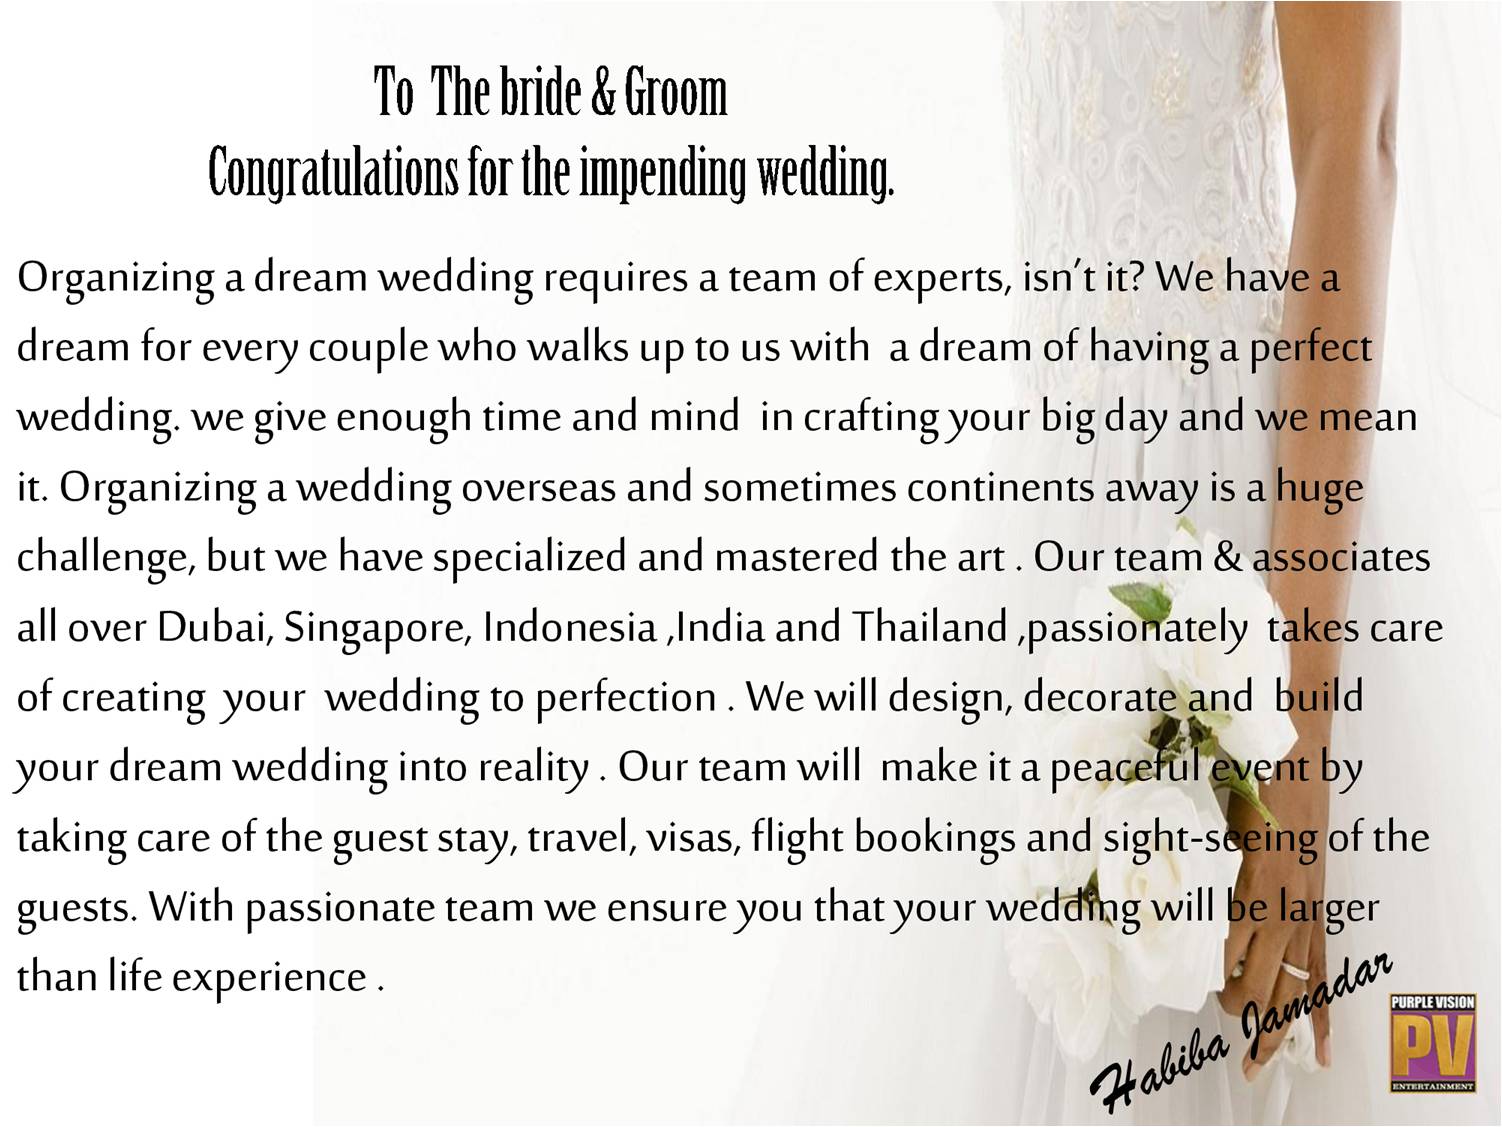 To The bride & Groom
Congratulations for the impending wedding.
Organizing a dream wedding requires a team of experts, isn't it? We have a
dream for every couple who walks up to us with a dream of having a perfect
wedding. we give enough time and mind in crafting your big day and we mean
it. Organizing a wedding overseas and sometimes continents away is a huge
challenge, but we have specialized and mastered the art . Our team & associates
all over Dubai, Singapore, Indonesia ,India and Thailand ,passionately takes care
of creating your wedding to perfection . We will design, decorate and build
your dream wedding into reality . Our team will make it a peaceful event by
taking care of the guest stay, travel, visas, flight bookings and sight-seeing of the
guests. With passionate team we ensure you that your wedding will be larger
than life experience .
Habiba Jamadar
PURPLE VISION
PV
ENTERTAINMENT